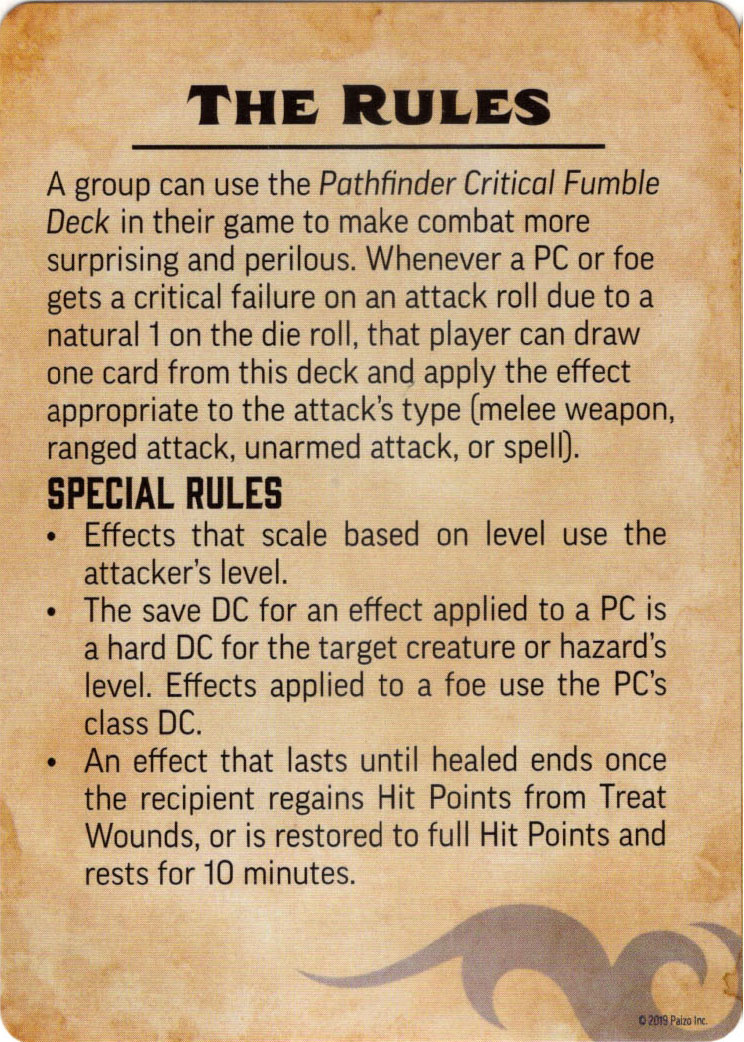 THE RULES
A group can use the Pathfinder Critical Fumble
Deck in their game to make combat more
surprising and perilous. Whenever a PC or foe
gets a critical failure on an attack roll due to a
natural 1 on the die roll, that player can draw
one card from this deck and apply the effect
appropriate to the attack's type (melee weapon,
ranged attack, unarmed attack, or spell).
SPECIAL RULES
• Effects that scale based on level use the
attacker's level.
• The save DC for an effect applied to a PC is
a hard DC for the target creature or hazard's
level. Effects applied to a foe use the PC's
class DC.
• An effect that lasts until healed ends once
the recipient regains Hit Points from Treat
Wounds, or is restored to full Hit Points and
rests for 10 minutes.
© 2019 Paizo Inc.